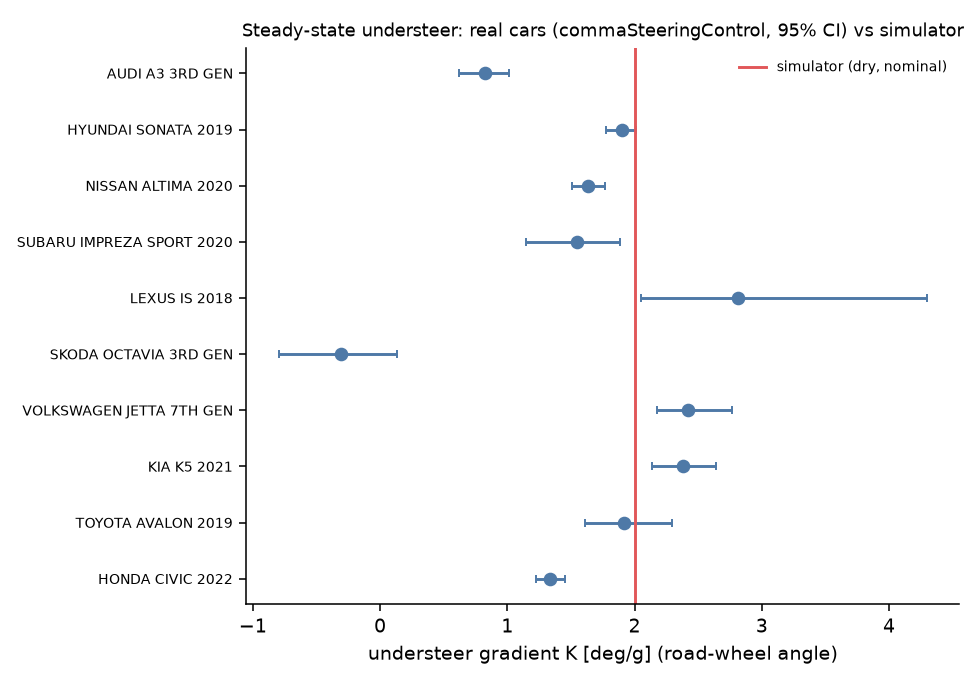 Steady-state understeer: real cars (commaSteeringControl, 95% CI) vs simulator
simulator (dry, nominal)
AUDI A3 3RD GEN
HYUNDAI SONATA 2019
NISSAN ALTIMA 2020
SUBARU IMPREZA SPORT 2020
LEXUS IS 2018
SKODA OCTAVIA 3RD GEN
VOLKSWAGEN JETTA 7TH GEN
KIA K5 2021
TOYOTA AVALON 2019
HONDA CIVIC 2022
−1 0 1 2 3 4
understeer gradient K [deg/g] (road-wheel angle)